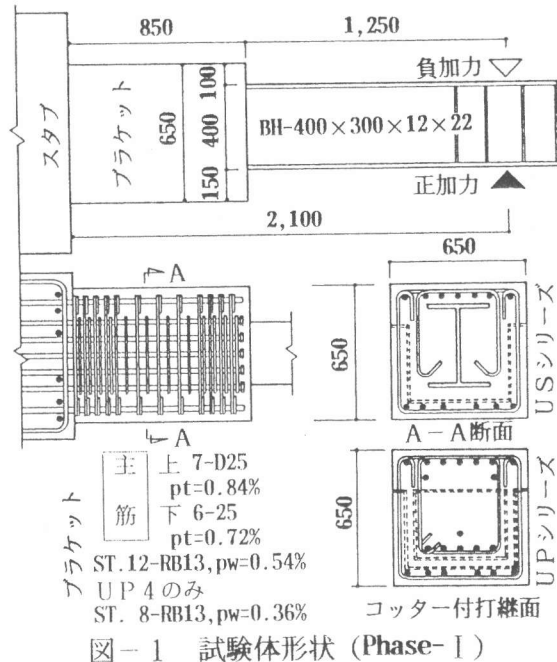 850
1,250
負加力
スタブ
ブラケット
650
100
400
150
BH-400×300×12×22
正加力
2,100
A
A
650
650
USシリーズ
A－A断面
650
UPシリーズ
コッター付打継面
ブラケット
主筋
上 7-D25
pt=0.84%
下 6-25
pt=0.72%
ST.12-RB13,pw=0.54%
UP4のみ
ST. 8-RB13,pw=0.36%
図－1 試験体形状 (Phase-Ⅰ)